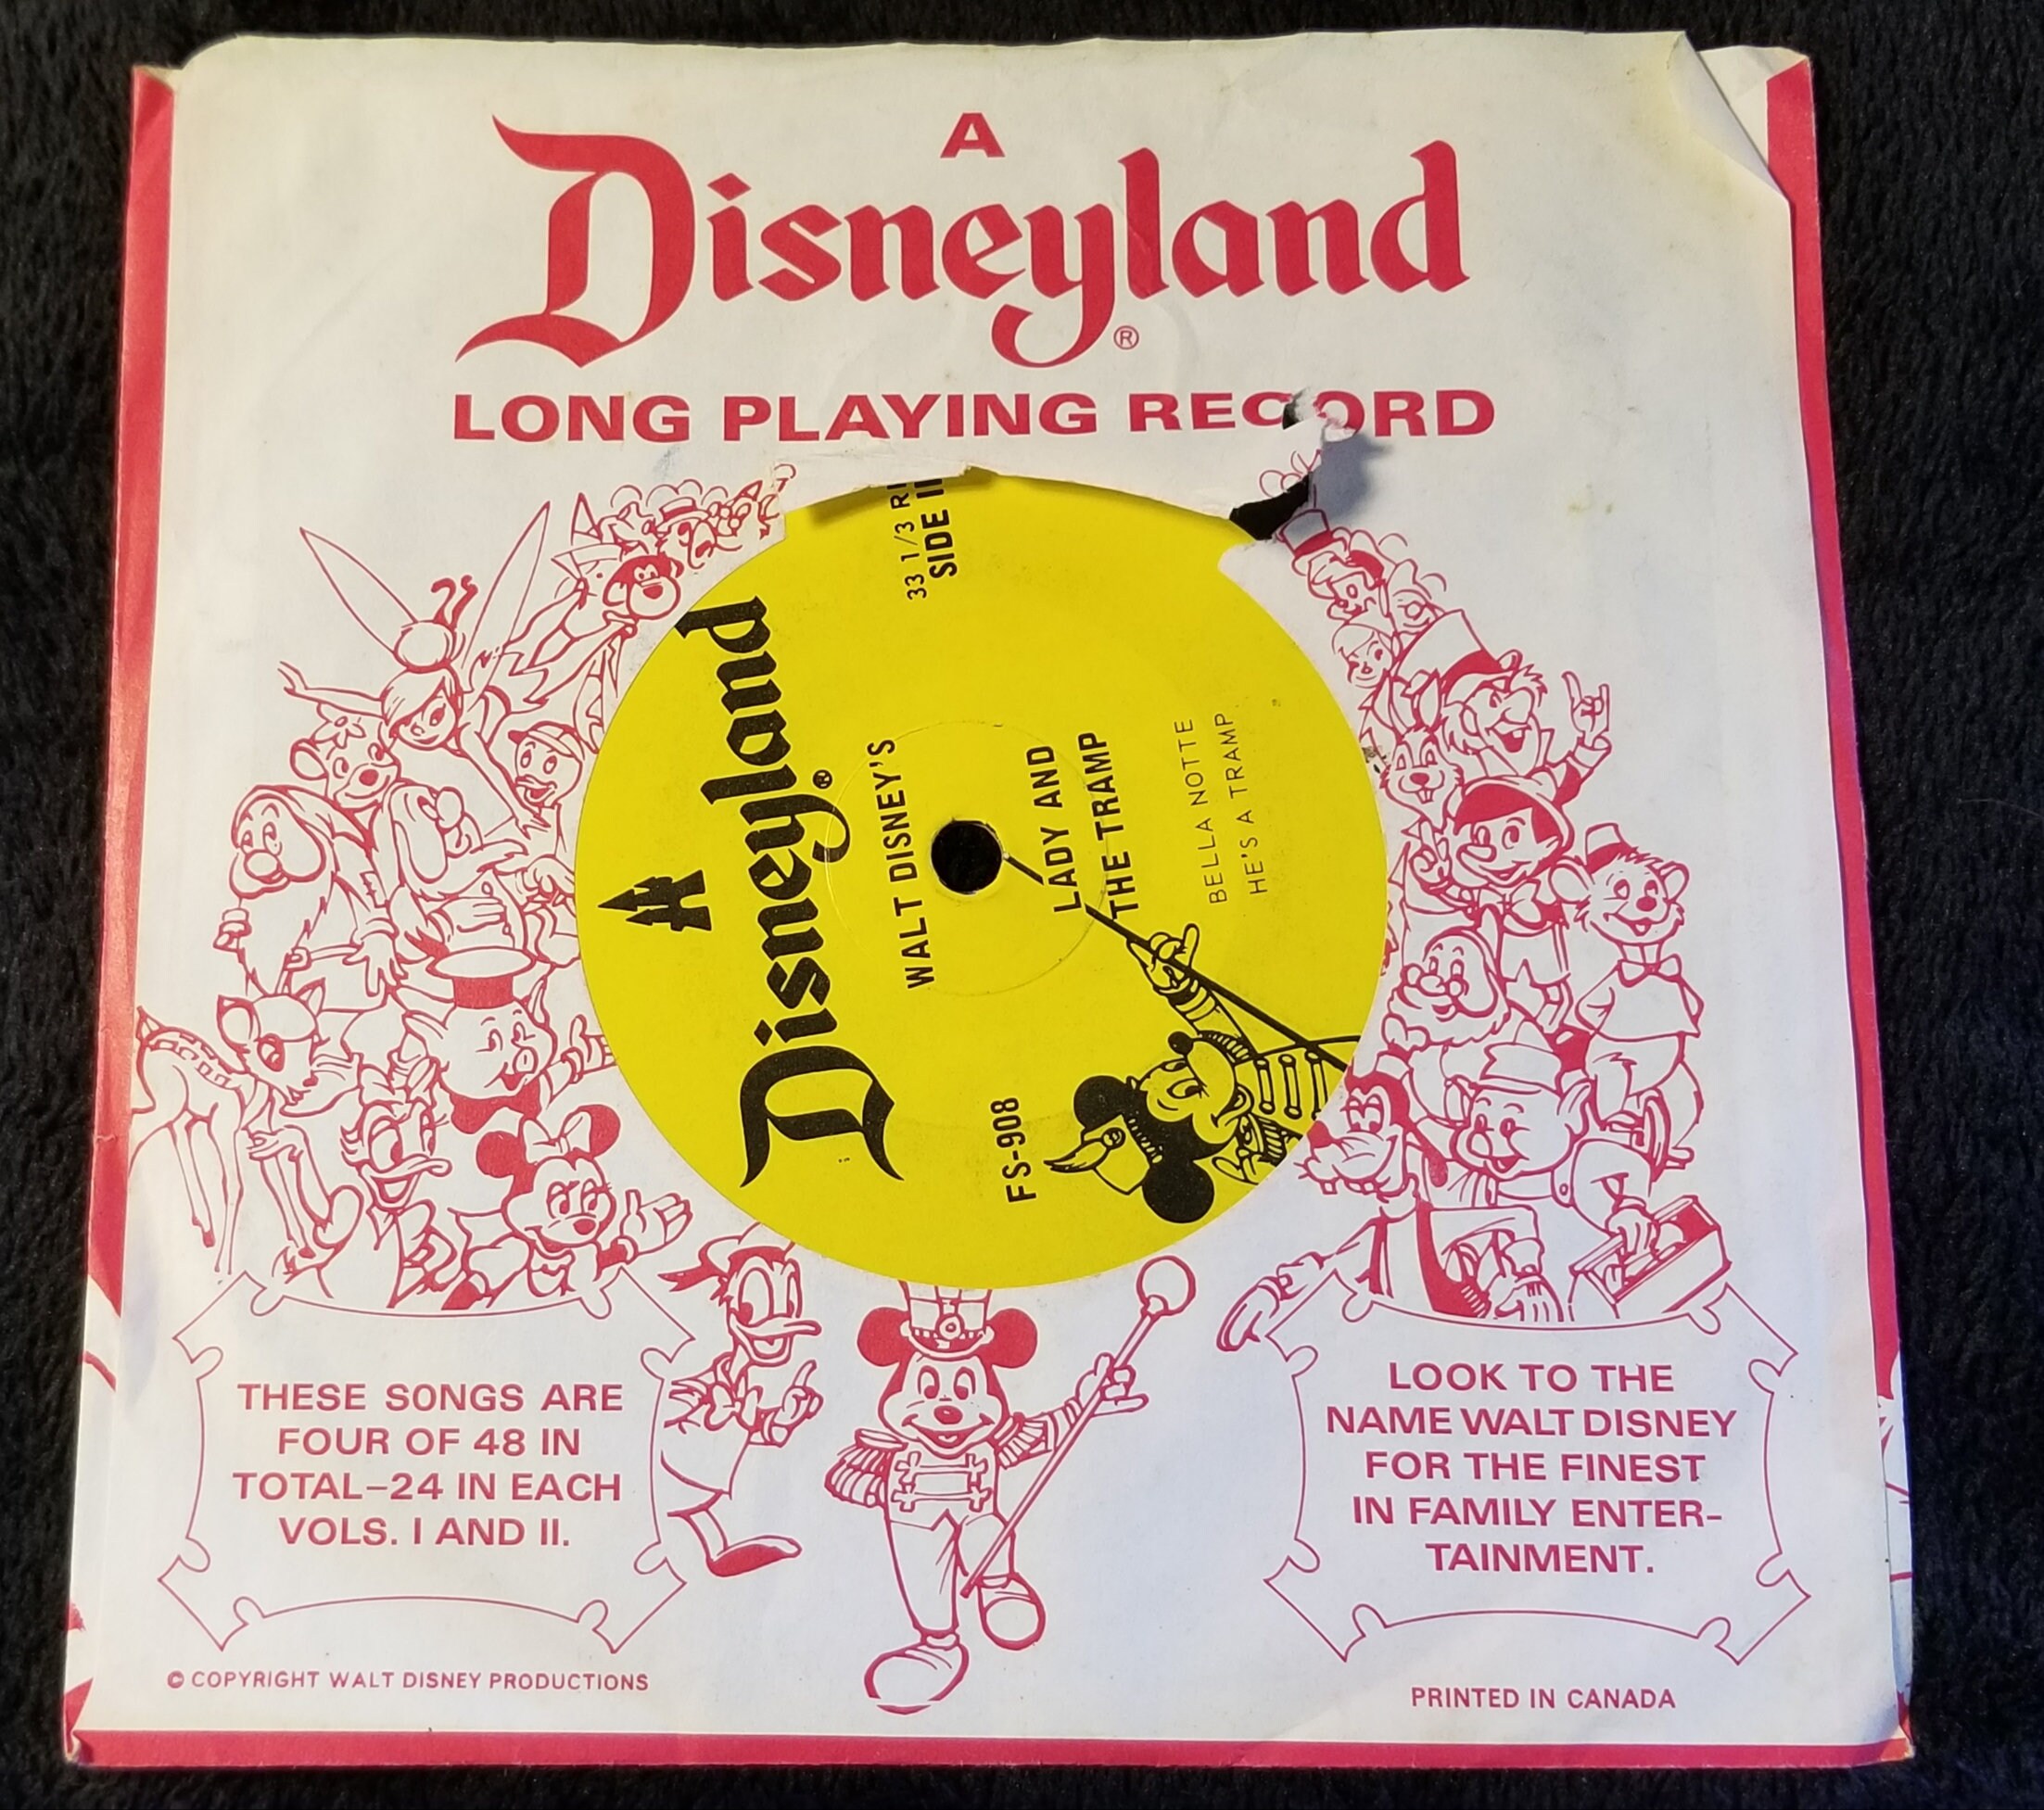 A
Disneyland
®
LONG PLAYING RECORD
Disneyland
®
33 1/3
SIDE
WALT DISNEY'S
LADY AND
THE TRAMP
BELLA NOTTE
HE'S A TRAMP
FS-908
THESE SONGS ARE
FOUR OF 48 IN
TOTAL–24 IN EACH
VOLS. I AND II.
LOOK TO THE
NAME WALT DISNEY
FOR THE FINEST
IN FAMILY ENTER-
TAINMENT.
© COPYRIGHT WALT DISNEY PRODUCTIONS
PRINTED IN CANADA